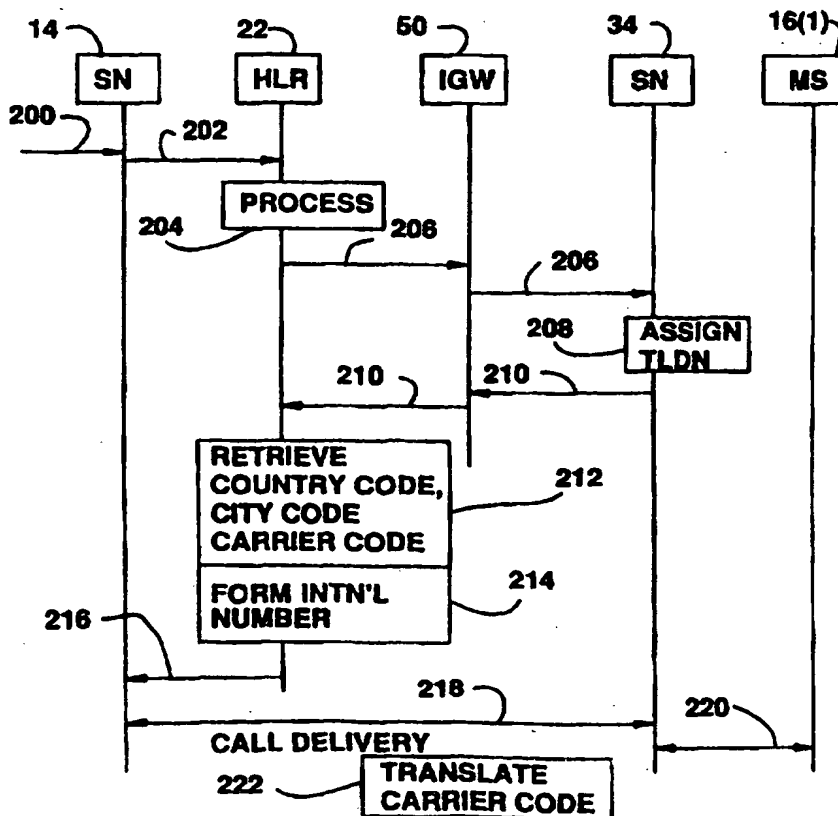 14 22 50 34 16(1)
SN HLR IGW SN MS
200 202
PROCESS
204 206
206
208 ASSIGN
TLDN
210 210
RETRIEVE
COUNTRY CODE,
CITY CODE
CARRIER CODE
212
FORM INTN'L
NUMBER
214
216
218
220
CALL DELIVERY
222 TRANSLATE
CARRIER CODE